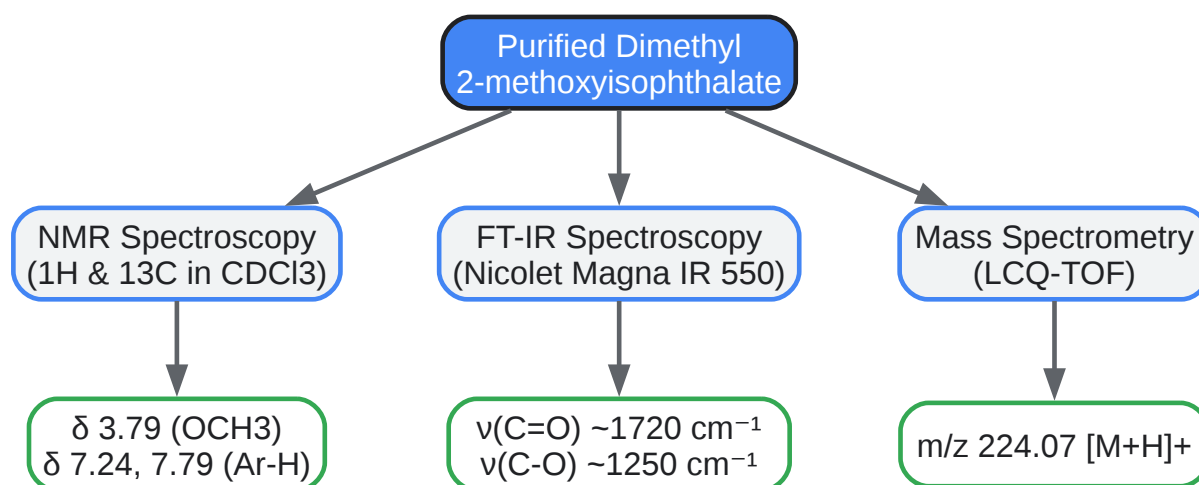 Purified Dimethyl
2-methoxyisophthalate
NMR Spectroscopy
(1H & 13C in CDCl3)
FT-IR Spectroscopy
(Nicolet Magna IR 550)
Mass Spectrometry
(LCQ-TOF)
δ 3.79 (OCH3)
δ 7.24, 7.79 (Ar-H)
ν(C=O) ~1720 cm⁻¹
ν(C-O) ~1250 cm⁻¹
m/z 224.07 [M+H]+